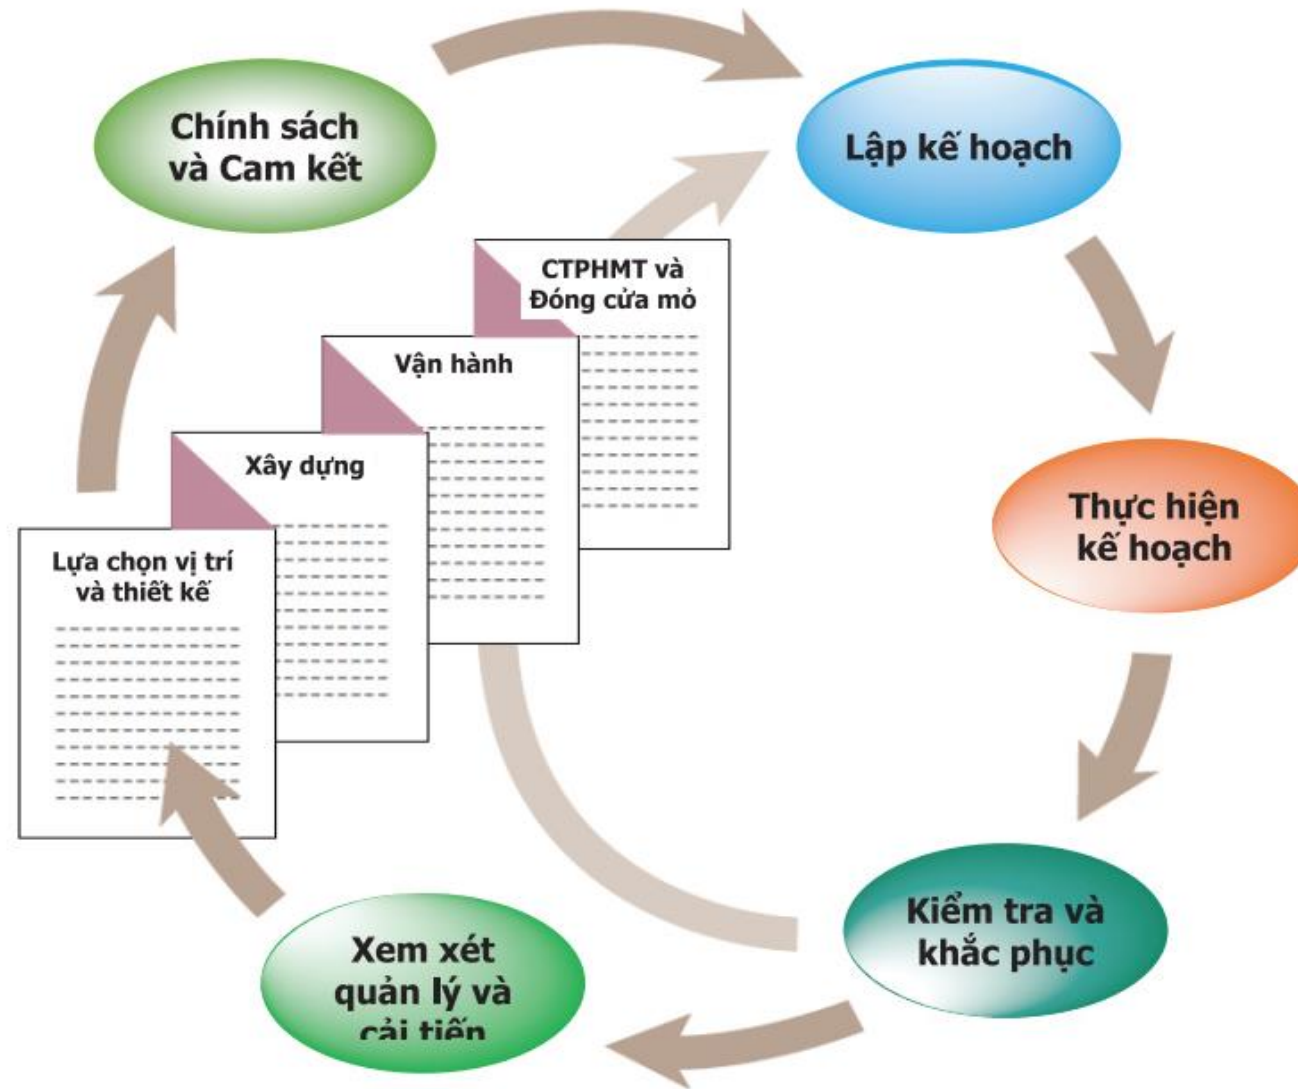 Chính sách
và Cam kết
Lập kế hoạch
CTPHMT và
Đóng cửa mỏ
Vận hành
Xây dựng
Lựa chọn vị trí
và thiết kế
Thực hiện
kế hoạch
Kiểm tra và
khắc phục
Xem xét
quản lý và
cải tiến